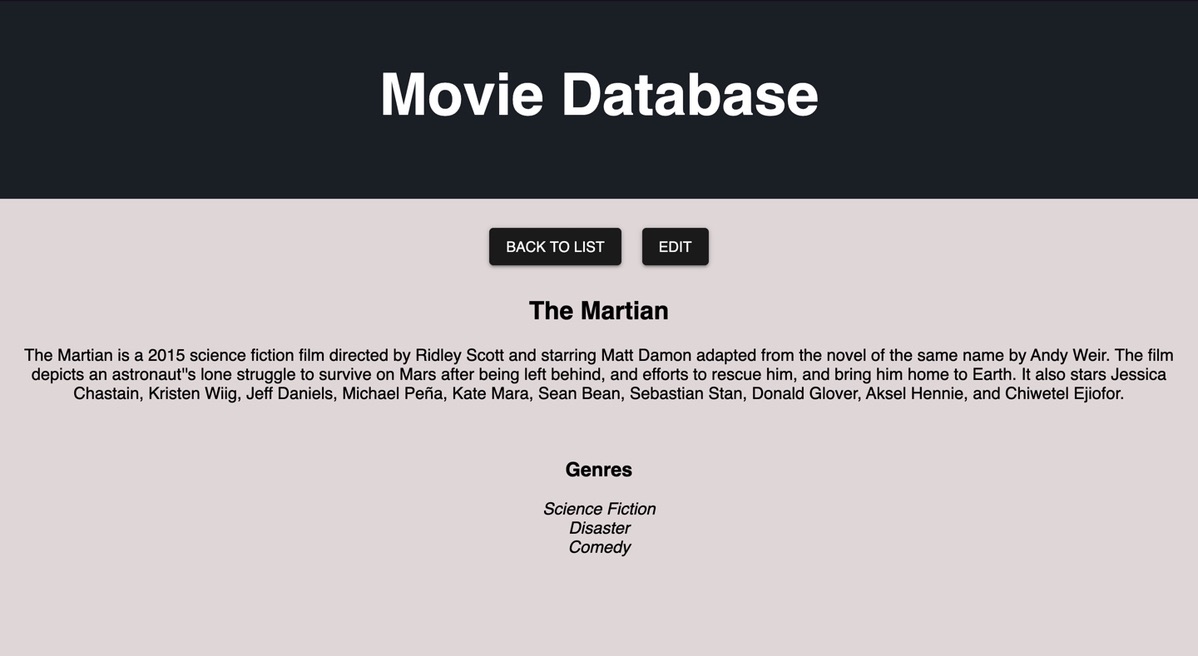 Movie Database
BACK TO LIST EDIT
The Martian
The Martian is a 2015 science fiction film directed by Ridley Scott and starring Matt Damon adapted from the novel of the same name by Andy Weir. The film
depicts an astronaut''s lone struggle to survive on Mars after being left behind, and efforts to rescue him, and bring him home to Earth. It also stars Jessica
Chastain, Kristen Wiig, Jeff Daniels, Michael Peña, Kate Mara, Sean Bean, Sebastian Stan, Donald Glover, Aksel Hennie, and Chiwetel Ejiofor.
Genres
Science Fiction
Disaster
Comedy